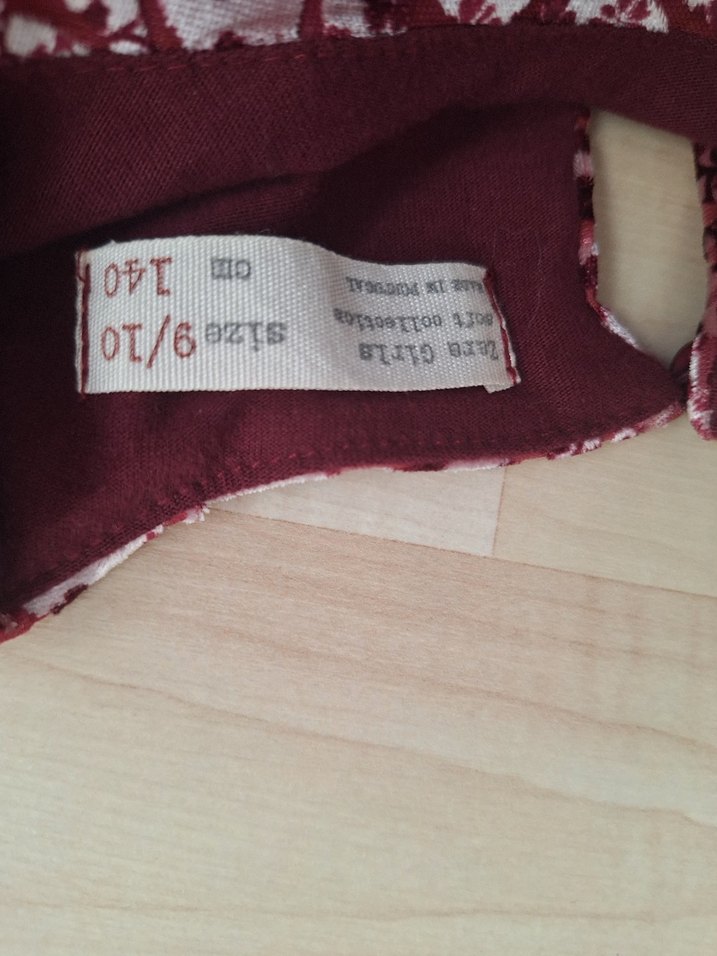 Zara Girls
soft collection
MADE IN PORTUGAL
size 9/10
cm 140